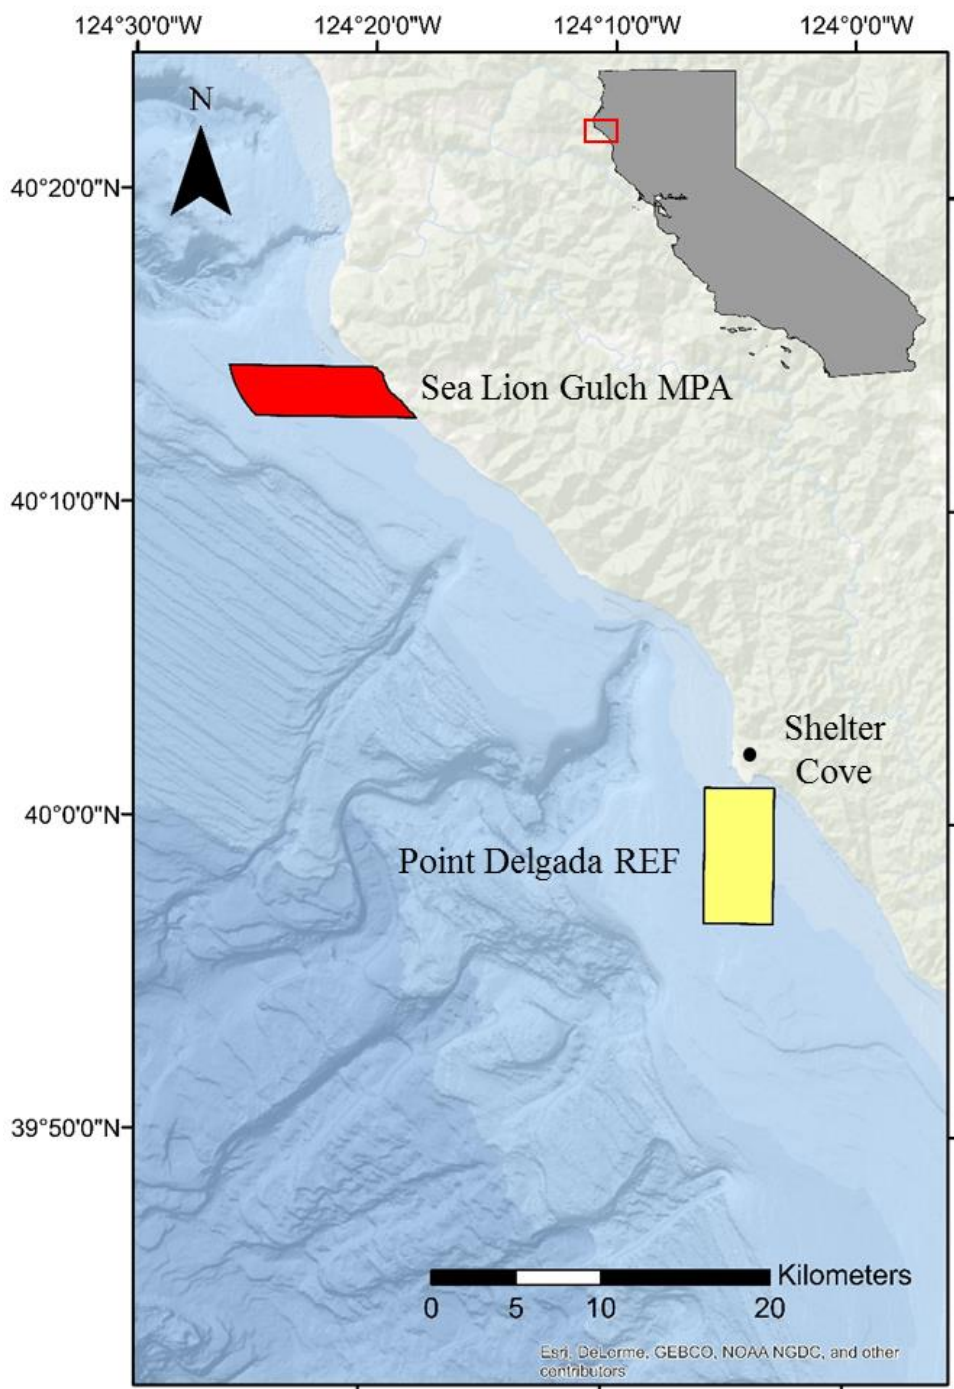 124°30'0"W 124°20'0"W 124°10'0"W 124°0'0"W
N
40°20'0"N
Sea Lion Gulch MPA
40°10'0"N
Shelter
Cove
40°0'0"N
Point Delgada REF
39°50'0"N
Kilometers
0 5 10 20
Esri, DeLorme, GEBCO, NOAA NGDC, and other
contributors